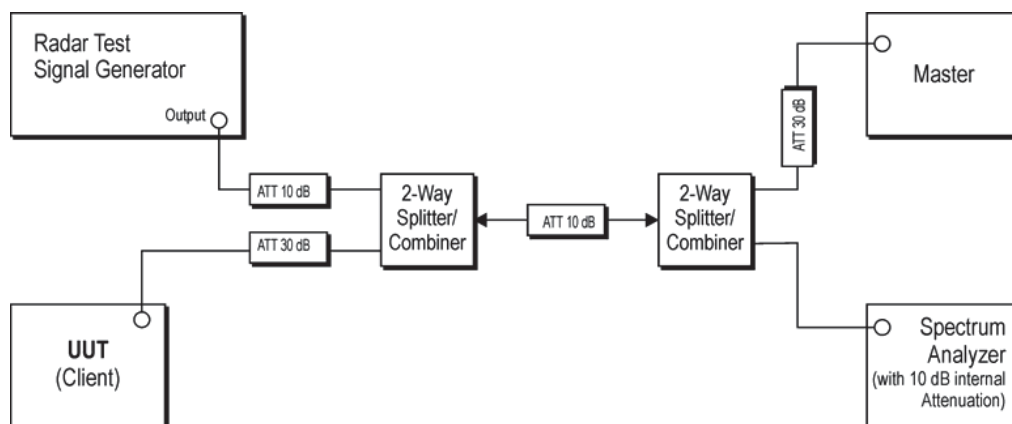 Radar Test
Signal Generator
Output
ATT 10 dB
ATT 30 dB
UUT
(Client)
2-Way
Splitter/
Combiner
ATT 10 dB
2-Way
Splitter/
Combiner
ATT 30 dB
Master
Spectrum
Analyzer
(with 10 dB internal
Attenuation)